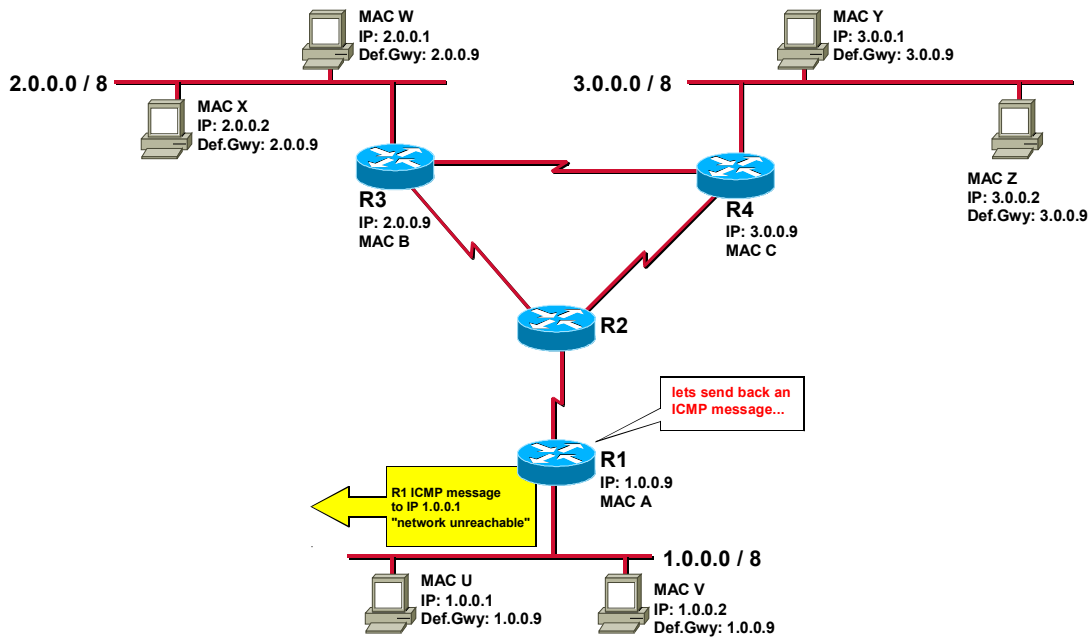 MAC W
IP: 2.0.0.1
Def.Gwy: 2.0.0.9
MAC Y
IP: 3.0.0.1
Def.Gwy: 3.0.0.9
2.0.0.0 / 8
3.0.0.0 / 8
MAC X
IP: 2.0.0.2
Def.Gwy: 2.0.0.9
MAC Z
IP: 3.0.0.2
Def.Gwy: 3.0.0.9
R3
IP: 2.0.0.9
MAC B
R4
IP: 3.0.0.9
MAC C
R2
lets send back an
ICMP message...
R1
IP: 1.0.0.9
MAC A
R1 ICMP message
to IP 1.0.0.1
"network unreachable"
1.0.0.0 / 8
MAC U
IP: 1.0.0.1
Def.Gwy: 1.0.0.9
MAC V
IP: 1.0.0.2
Def.Gwy: 1.0.0.9